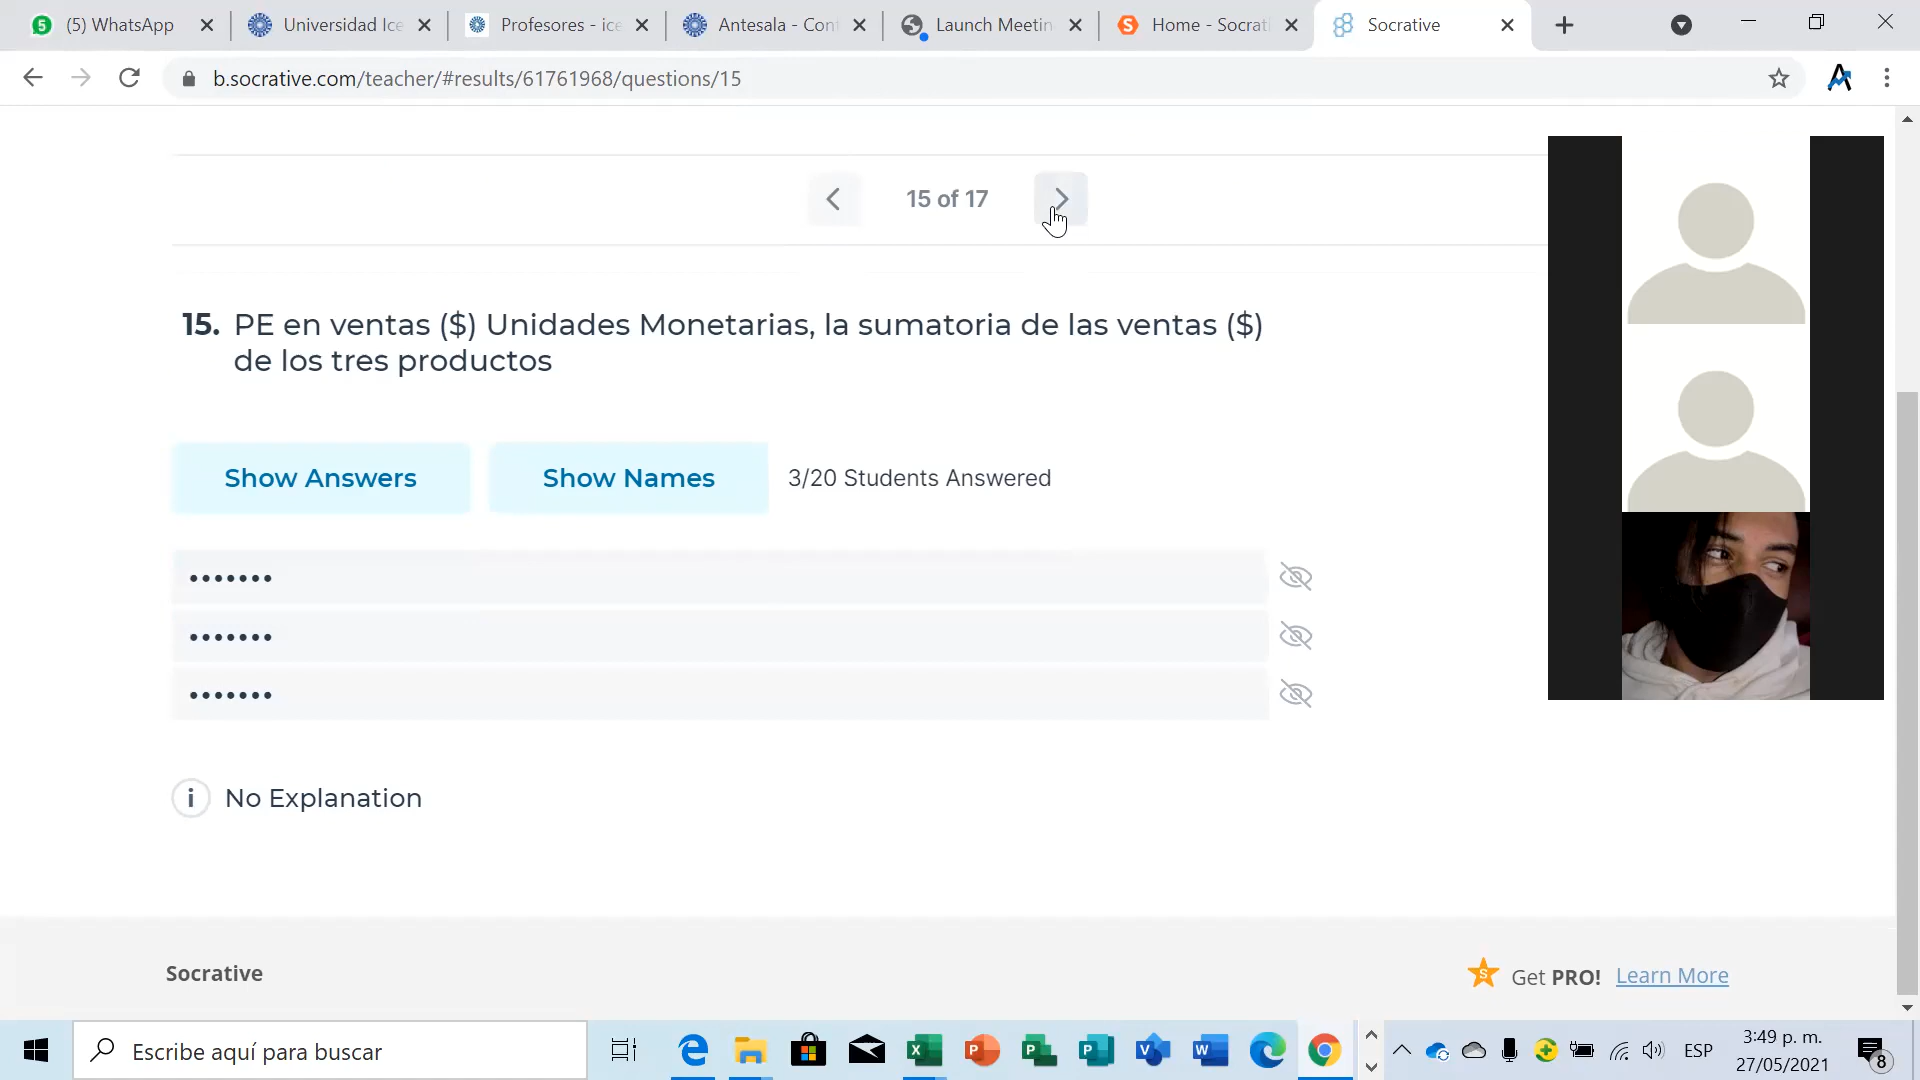 5 (5) WhatsApp
Universidad Ice
Profesores - ice
Antesala - Con
Launch Meetin
S Home - Socrati
Socrative
b.socrative.com/teacher/#results/61761968/questions/15
15 of 17
15. PE en ventas ($) Unidades Monetarias, la sumatoria de las ventas ($)
de los tres productos
Show Answers
Show Names
3/20 Students Answered
•••••••
•••••••
•••••••
i No Explanation
Socrative
S Get PRO! Learn More
Escribe aquí para buscar
ESP
3:49 p. m.
27/05/2021
8